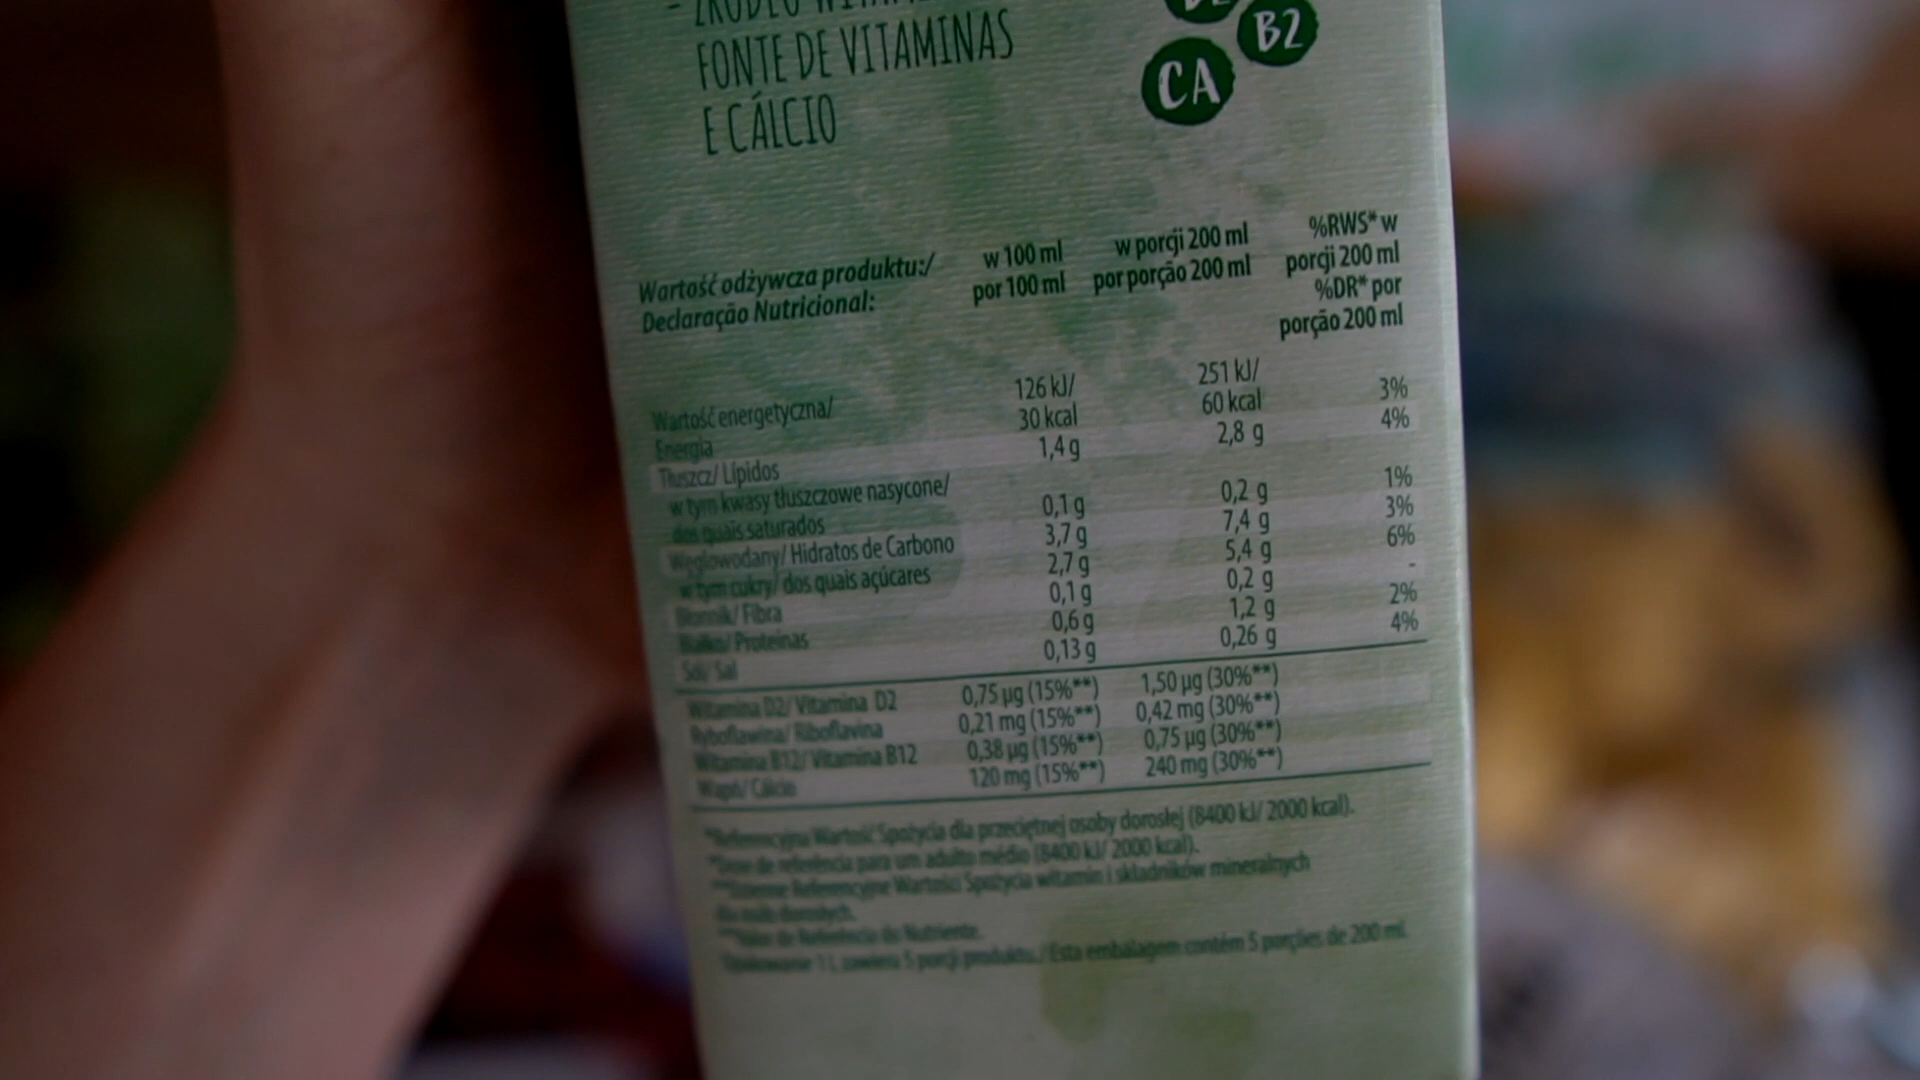 FONTE DE VITAMINAS
E CÁLCIO
B2
CA
Wartość odżywcza produktu:/
Declaração Nutricional:
w 100 ml
por 100 ml
w porcji 200 ml
por porção 200 ml
%RWS* w
porcji 200 ml
%DR* por
porção 200 ml
Wartość energetyczna/
Energia
126 kJ/
30 kcal
251 kJ/
60 kcal
3%
Tłuszcz/ Lípidos 1,4 g 2,8 g 4%
w tym kwasy tłuszczowe nasycone/
dos quais saturados 0,1 g 0,2 g 1%
Węglowodany/ Hidratos de Carbono 3,7 g 7,4 g 3%
w tym cukry/ dos quais açúcares 2,7 g 5,4 g 6%
Błonnik/ Fibra 0,1 g 0,2 g -
Białko/ Proteínas 0,6 g 1,2 g 2%
Sól/ Sal 0,13 g 0,26 g 4%
Witamina D2/ Vitamina D2 0,75 µg (15%**) 1,50 µg (30%**)
Ryboflawina/ Riboflavina 0,21 mg (15%**) 0,42 mg (30%**)
Witamina B12/ Vitamina B12 0,38 µg (15%**) 0,75 µg (30%**)
Wapń/ Cálcio 120 mg (15%**) 240 mg (30%**)
*Referencyjna Wartość Spożycia dla przeciętnej osoby dorosłej (8400 kJ/ 2000 kcal).
*Dose de referência para um adulto médio (8400 kJ/ 2000 kcal).
Referencyjne Wartości Spożycia witamin i składników mineralnych
dla osób dorosłych.
de Referência do Nutriente.
Opakowanie 1 L zawiera 5 porcji produktu./ Esta embalagem contém 5 porções de 200 ml.